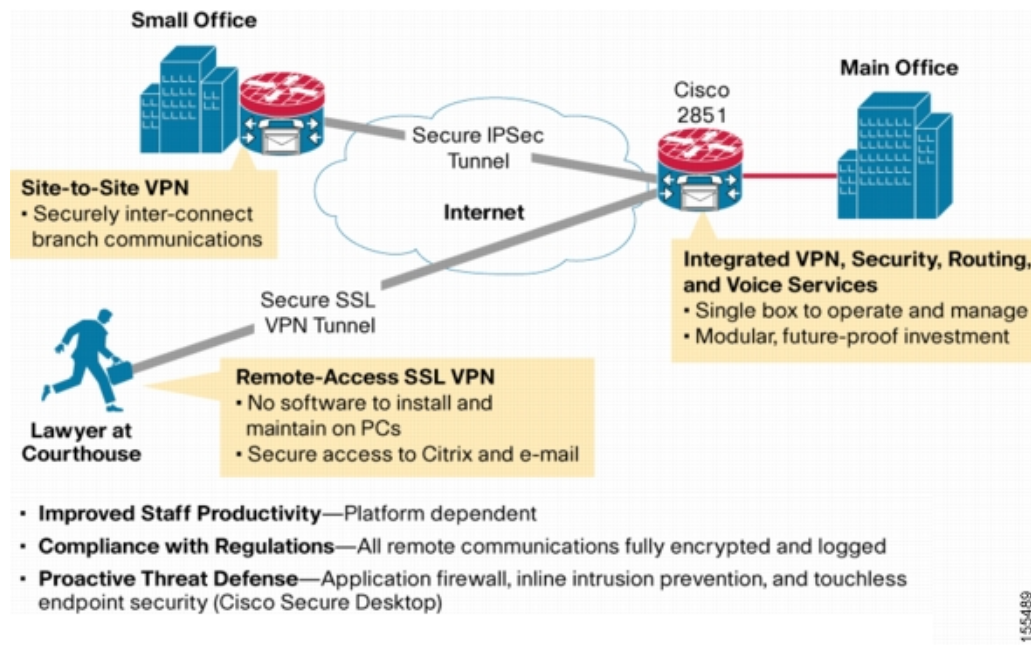 Small Office
Main Office
Cisco
2851
Secure IPSec
Tunnel
Internet
Site-to-Site VPN
• Securely inter-connect
branch communications
Integrated VPN, Security, Routing,
and Voice Services
• Single box to operate and manage
• Modular, future-proof investment
Secure SSL
VPN Tunnel
Remote-Access SSL VPN
• No software to install and
maintain on PCs
• Secure access to Citrix and e-mail
Lawyer at
Courthouse
• Improved Staff Productivity—Platform dependent
• Compliance with Regulations—All remote communications fully encrypted and logged
• Proactive Threat Defense—Application firewall, inline intrusion prevention, and touchless
endpoint security (Cisco Secure Desktop)
155489